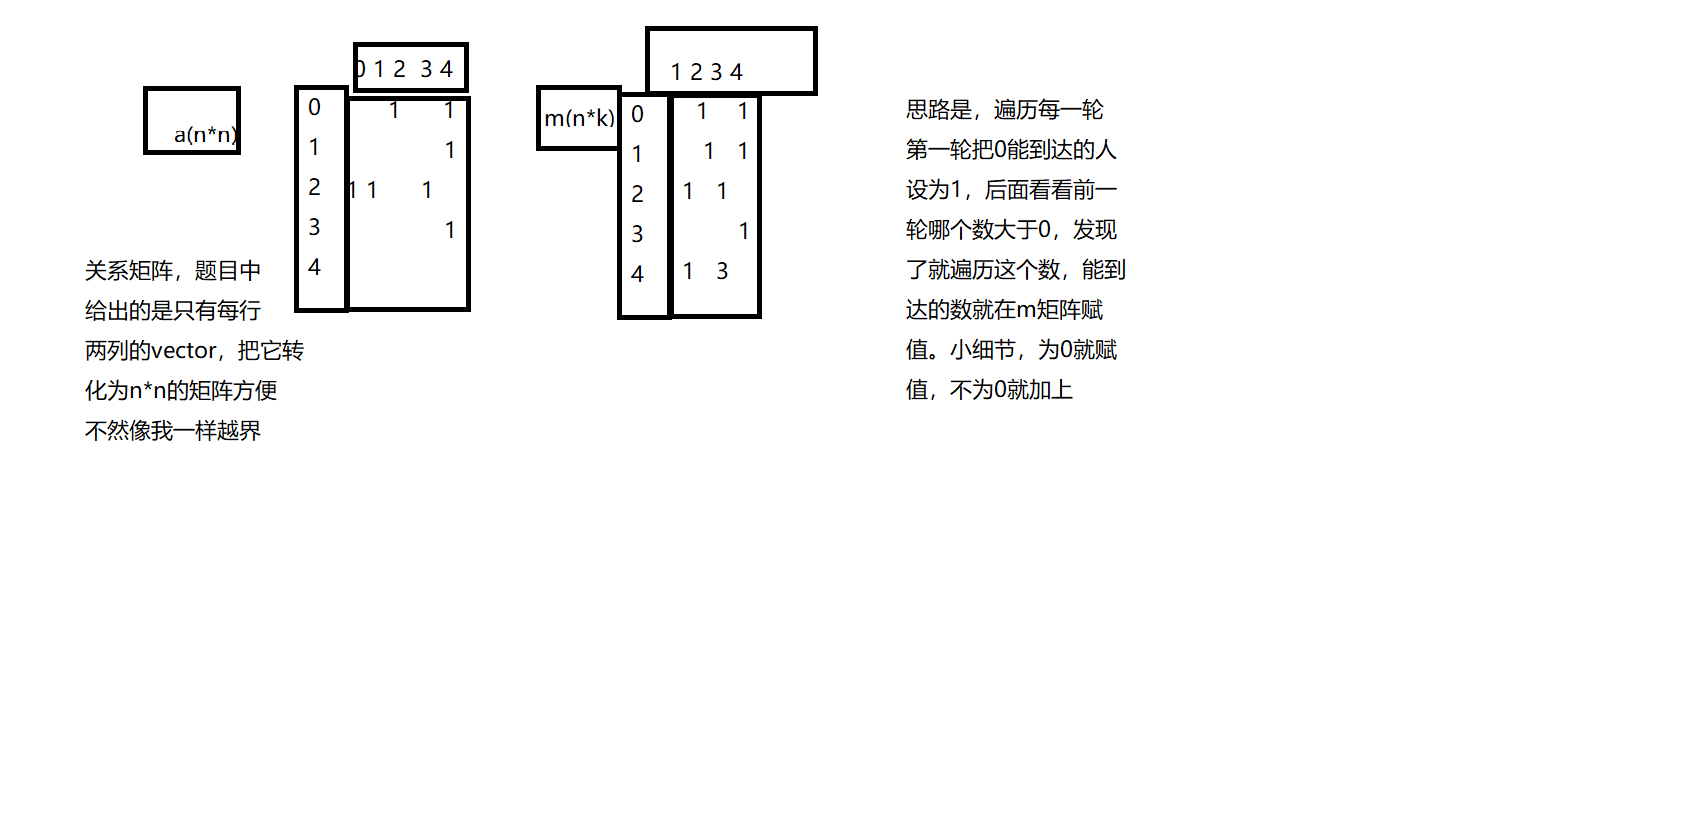 a(n*n)
0 1 2 3 4
0 1 1
1 1
2 1 1 1
3 1
4
关系矩阵，题目中
给出的是只有每行
两列的vector，把它转
化为n*n的矩阵方便
不然像我一样越界
m(n*k)
1 2 3 4
0 1 1
1 1 1
2 1 1
3 1
4 1 3
思路是，遍历每一轮
第一轮把0能到达的人
设为1，后面看看前一
轮哪个数大于0，发现
了就遍历这个数，能到
达的数就在m矩阵赋
值。小细节，为0就赋
值，不为0就加上